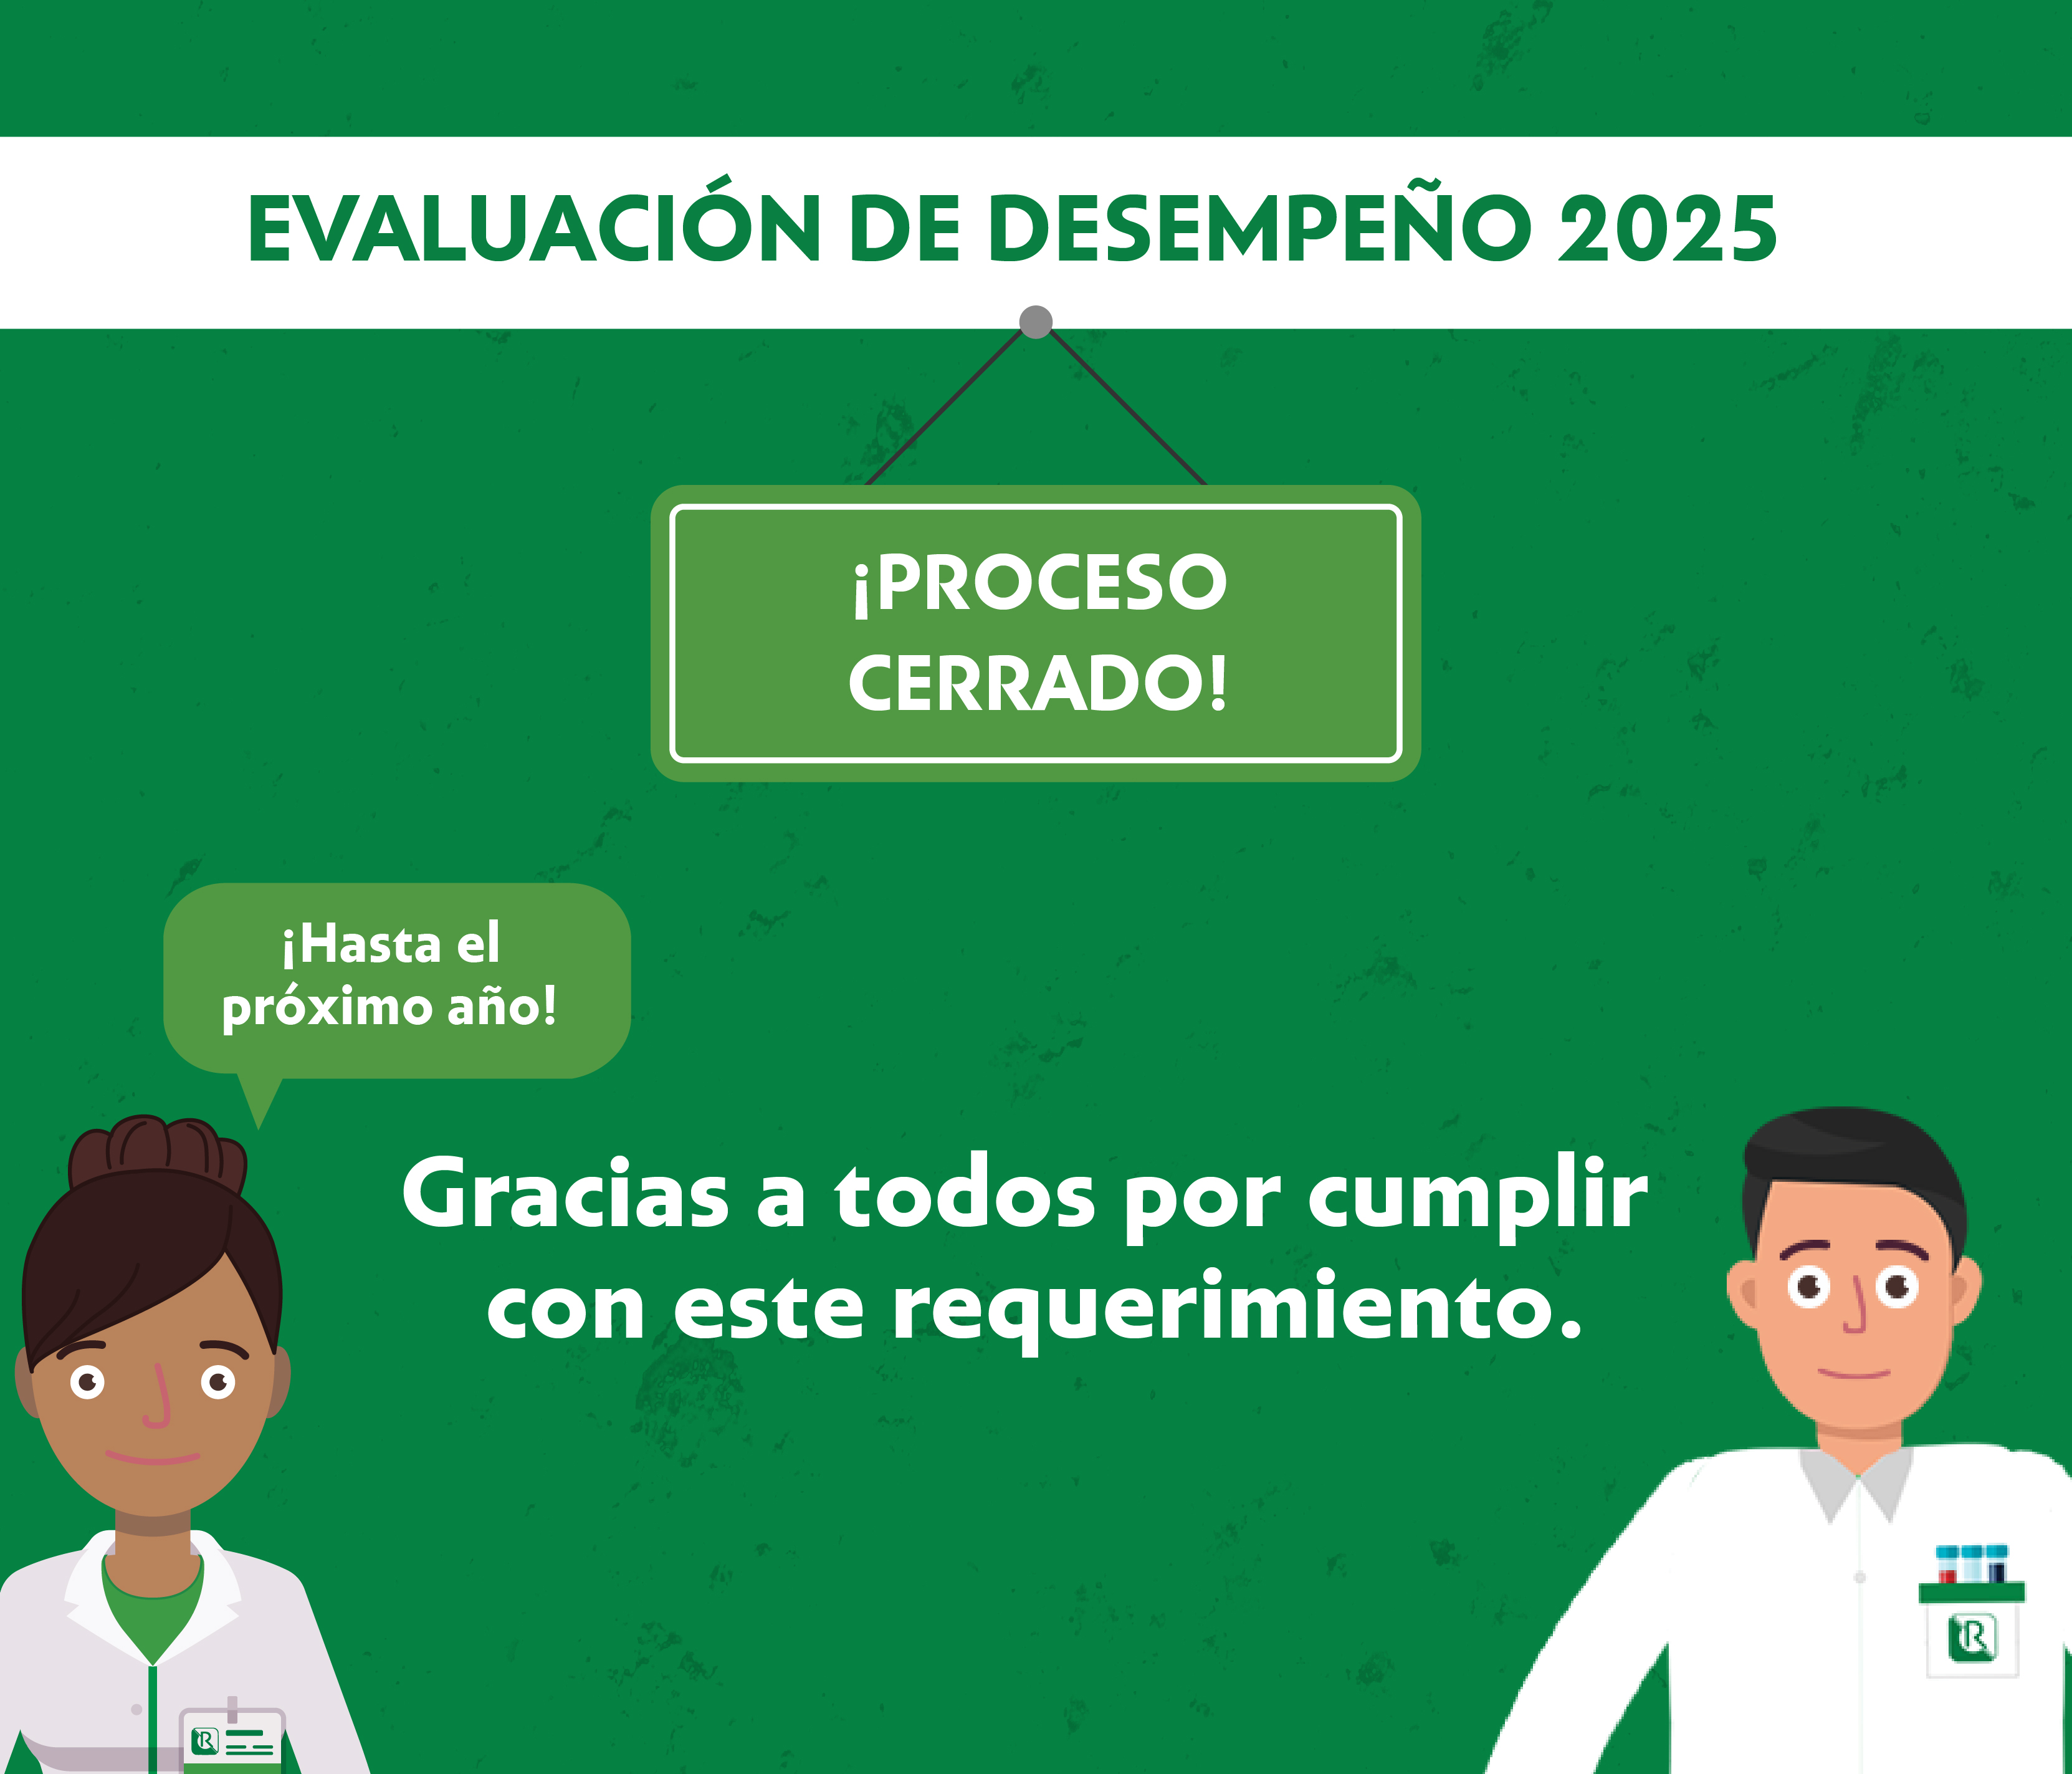 EVALUACIÓN DE DESEMPEÑO 2025
¡PROCESO
CERRADO!
¡Hasta el
próximo año!
Gracias a todos por cumplir
con este requerimiento.
R
R